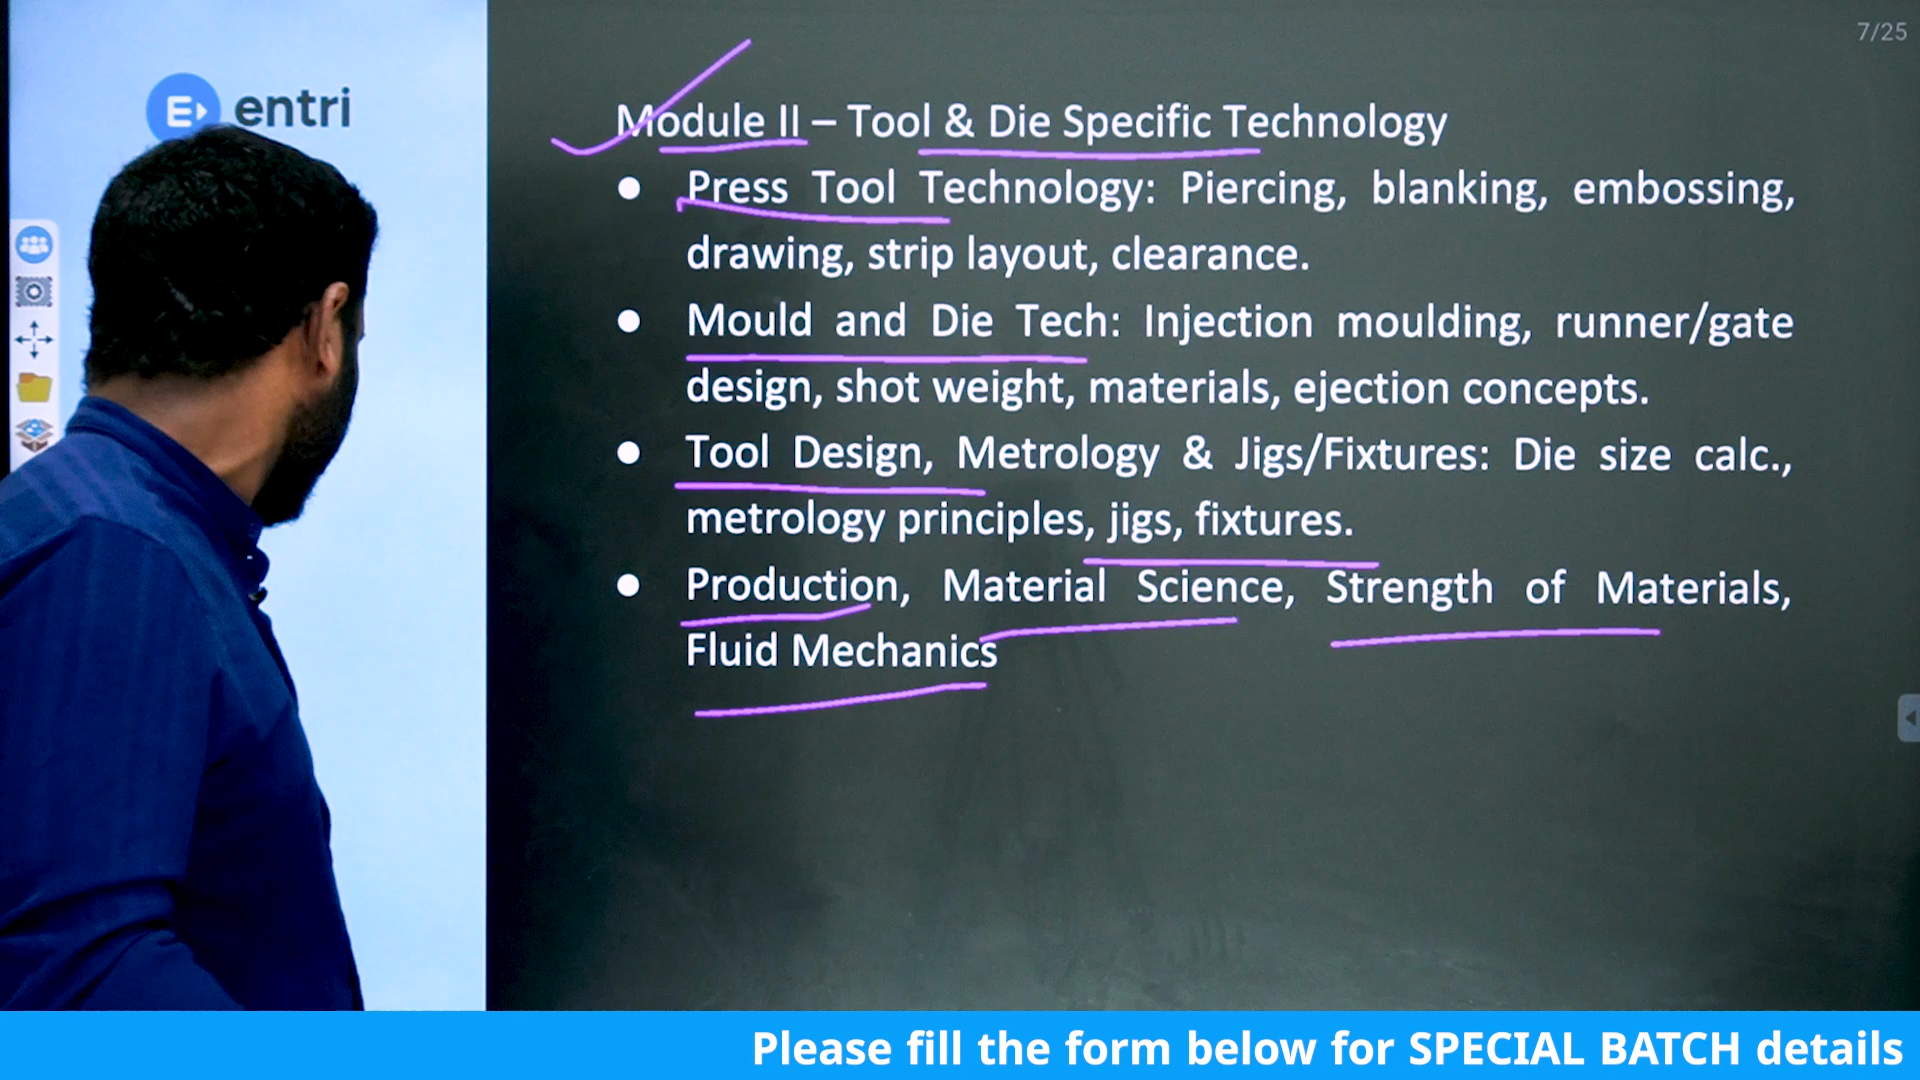 7/25
entri
Module II – Tool & Die Specific Technology
● Press Tool Technology: Piercing, blanking, embossing,
drawing, strip layout, clearance.
● Mould and Die Tech: Injection moulding, runner/gate
design, shot weight, materials, ejection concepts.
● Tool Design, Metrology & Jigs/Fixtures: Die size calc.,
metrology principles, jigs, fixtures.
● Production, Material Science, Strength of Materials,
Fluid Mechanics
Please fill the form below for SPECIAL BATCH details